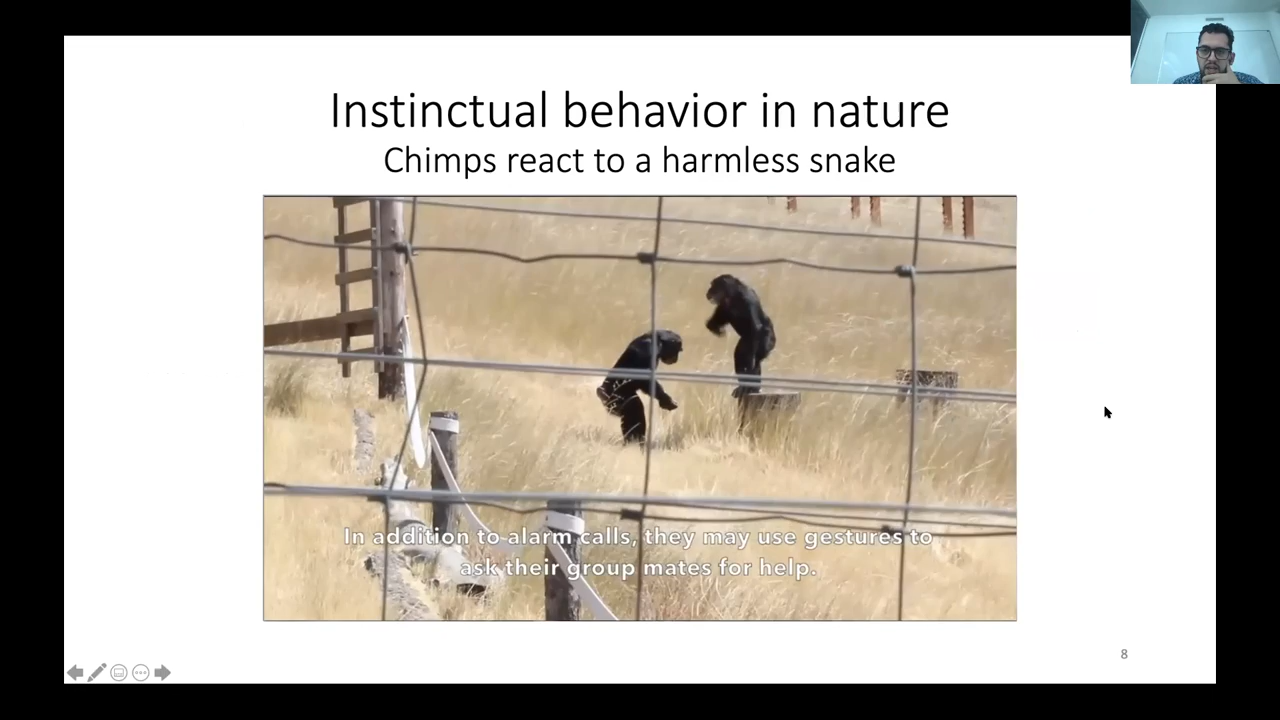 Instinctual behavior in nature
Chimps react to a harmless snake
In addition to alarm calls, they may use gestures to
ask their group mates for help.
8